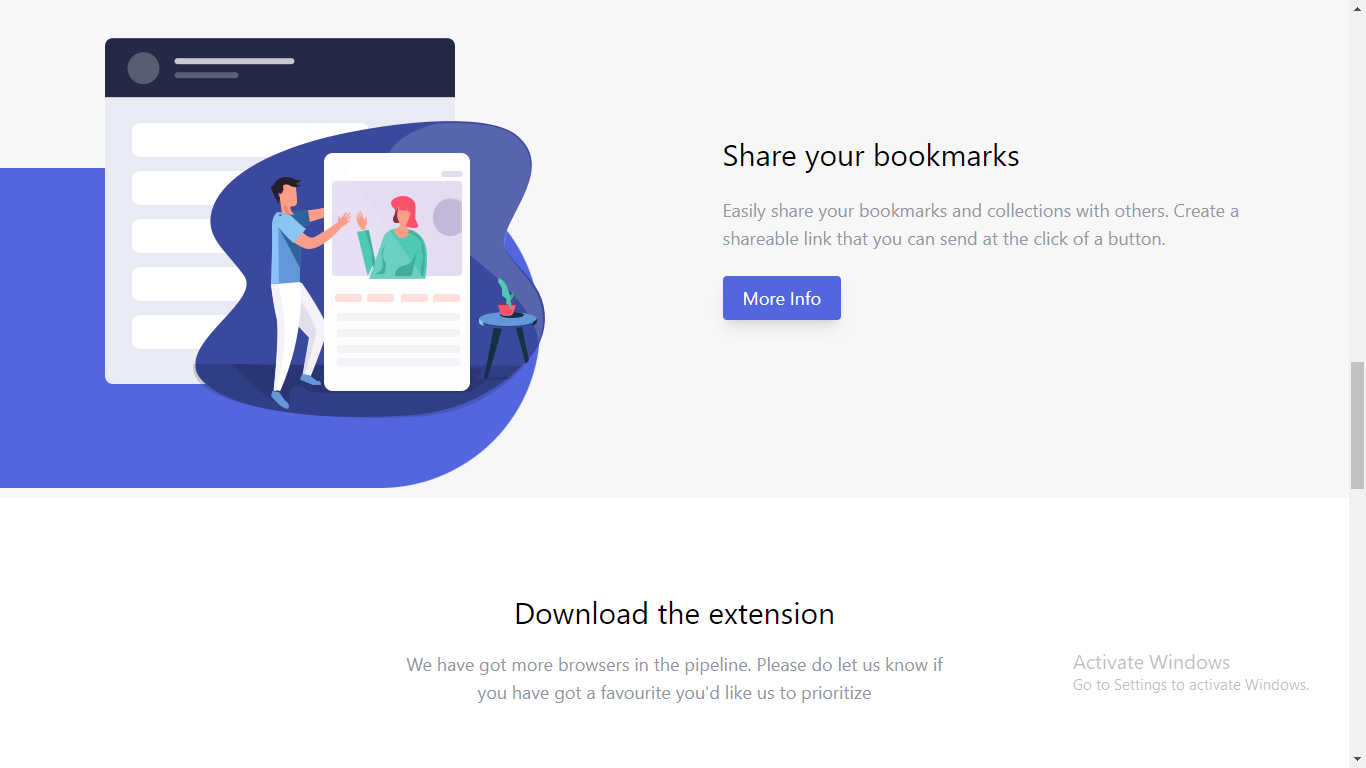 Share your bookmarks
Easily share your bookmarks and collections with others. Create a
shareable link that you can send at the click of a button.
More Info
Download the extension
We have got more browsers in the pipeline. Please do let us know if
you have got a favourite you'd like us to prioritize
Activate Windows
Go to Settings to activate Windows.